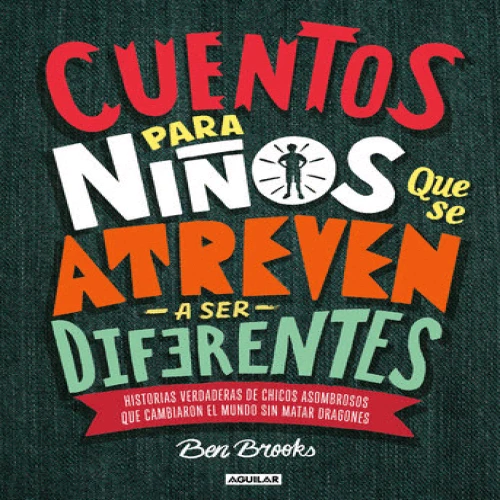 CUENTOS
PARA
NIÑOS
Que se
ATREVEN
A SER
DIFERENTES
HISTORIAS VERDADERAS DE CHICOS ASOMBROSOS
QUE CAMBIARON EL MUNDO SIN MATAR DRAGONES
Ben Brooks
AGUILAR